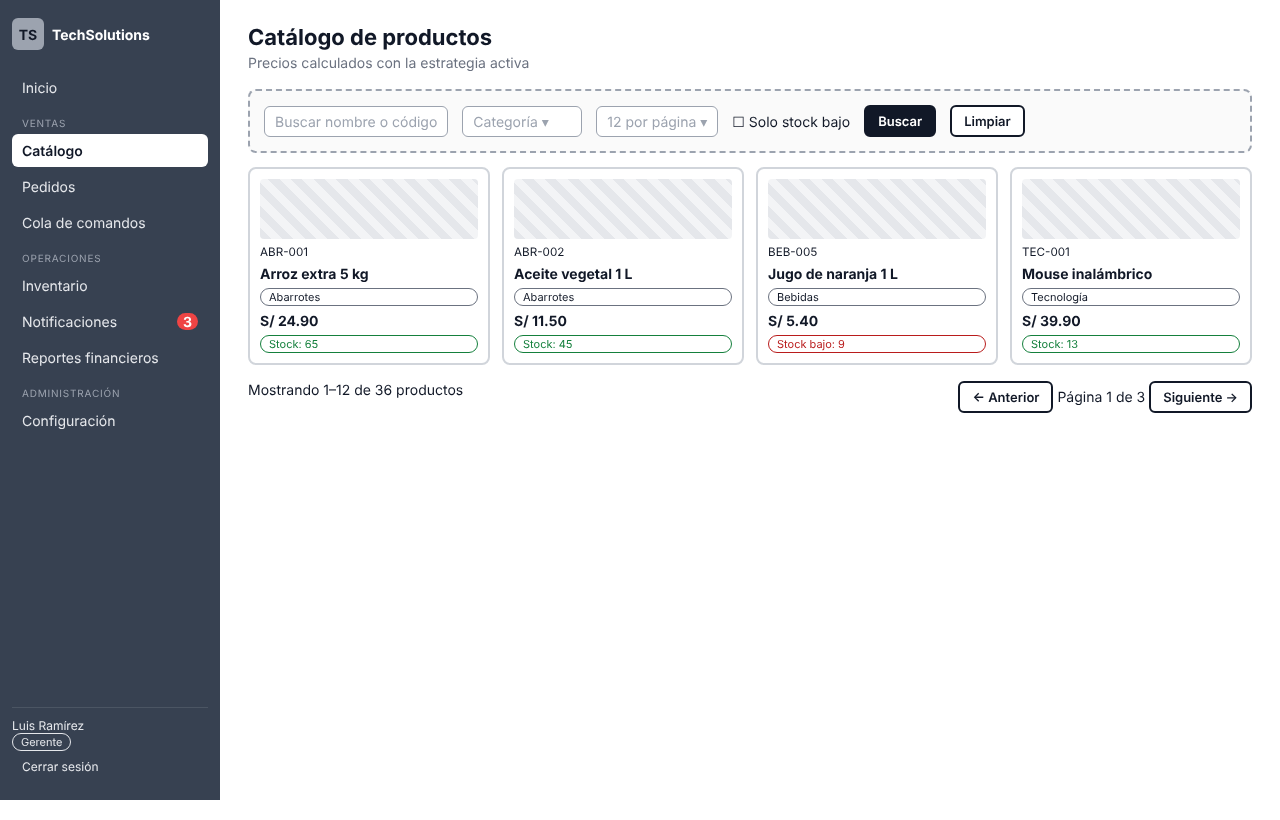 TS TechSolutions
Inicio
VENTAS
Catálogo
Pedidos
Cola de comandos
OPERACIONES
Inventario
Notificaciones 3
Reportes financieros
ADMINISTRACIÓN
Configuración
Luis Ramírez
Gerente
Cerrar sesión
Catálogo de productos
Precios calculados con la estrategia activa
Buscar nombre o código Categoría ▾ 12 por página ▾ ☐ Solo stock bajo Buscar Limpiar
ABR-001
Arroz extra 5 kg
Abarrotes
S/ 24.90
Stock: 65
ABR-002
Aceite vegetal 1 L
Abarrotes
S/ 11.50
Stock: 45
BEB-005
Jugo de naranja 1 L
Bebidas
S/ 5.40
Stock bajo: 9
TEC-001
Mouse inalámbrico
Tecnología
S/ 39.90
Stock: 13
Mostrando 1–12 de 36 productos
← Anterior Página 1 de 3 Siguiente →